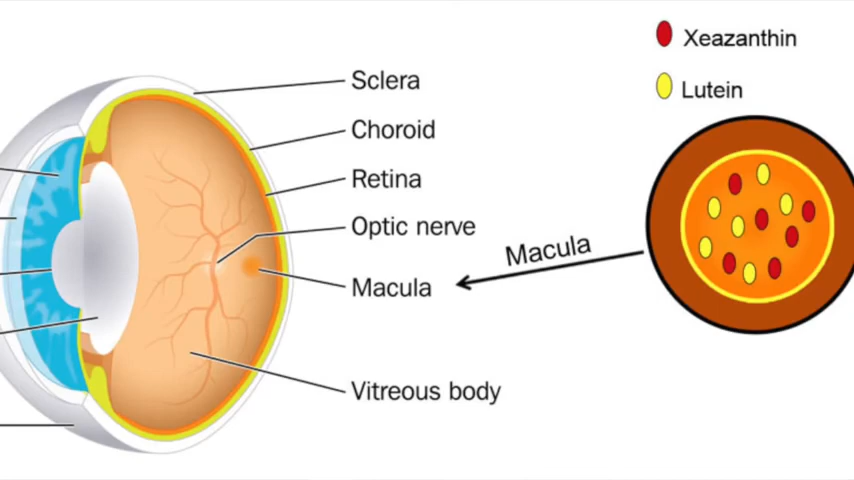 Xeazanthin
Lutein
Sclera
Choroid
Retina
Optic nerve
Macula
Macula
Vitreous body